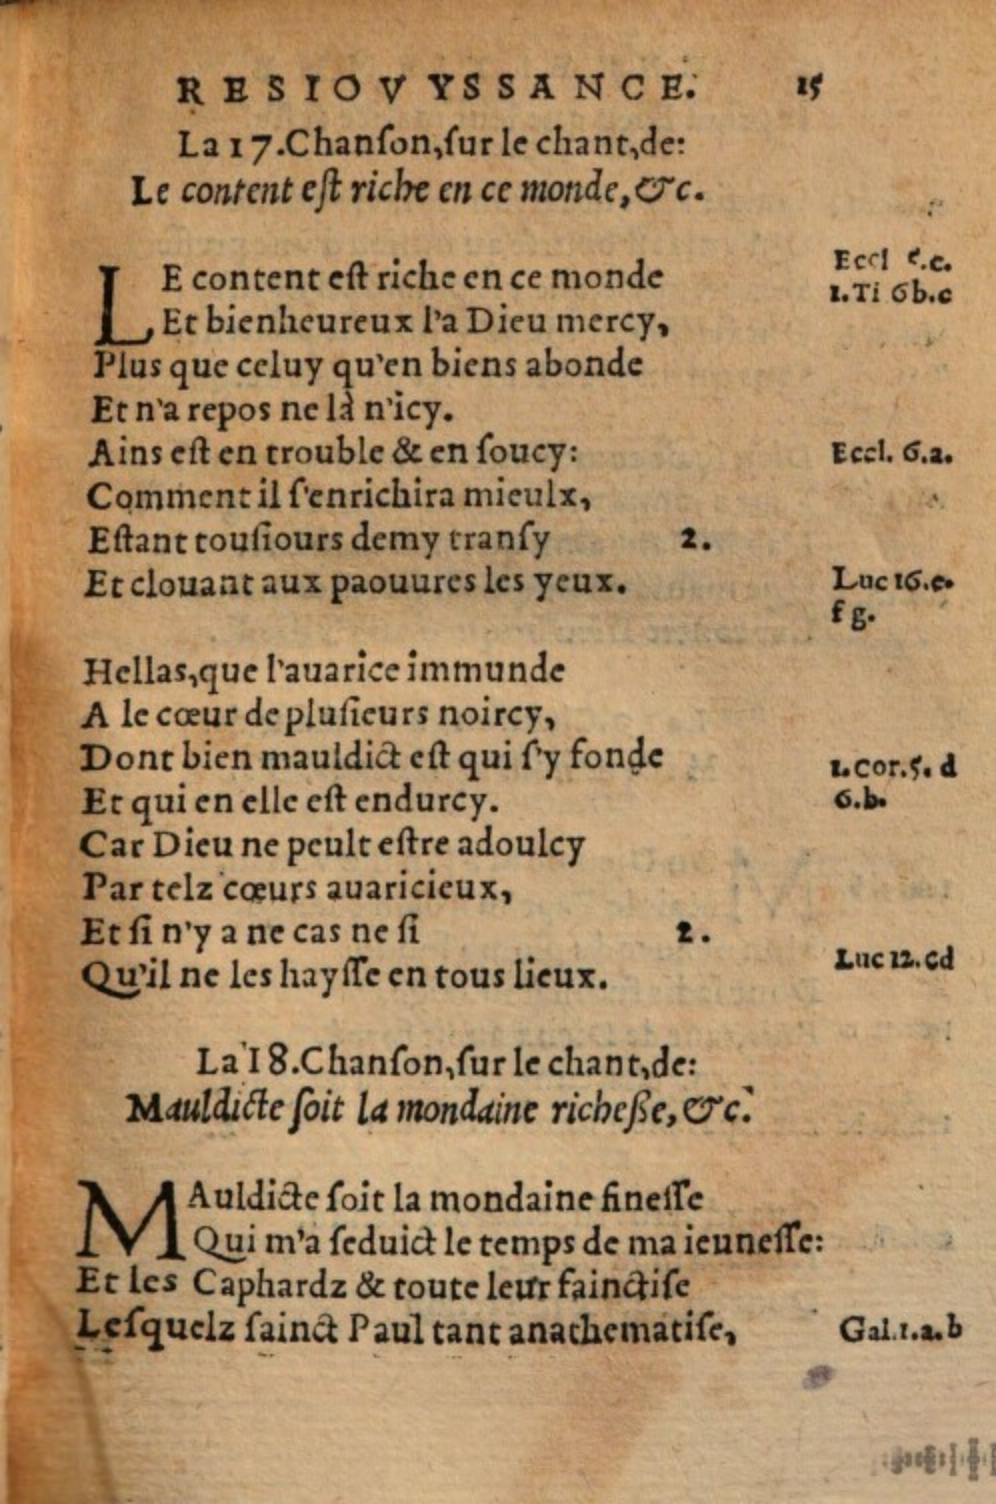 RESIOVYSSANCE. 15
La 17.Chanſon,ſur le chant,de:
Le content eſt riche en ce monde,&c.
Eccl 5.c.
LE content eſt riche en ce monde
1.Ti 6b.c
Et bienheureux l'a Dieu mercy,
Plus que celuy qu'en biens abonde
Et n'a repos ne là n'icy.
Ains eſt en trouble & en ſoucy: Eccl. 6.a.
Comment il ſ'enrichira mieulx,
Eſtant touſiours demy tranſy 2.
Et clouant aux paouures les yeux. Luc 16.e.
f g.
Hellas,que l'auarice immunde
A le cœur de pluſieurs noircy,
Dont bien mauldict eſt qui ſ'y fonde 1.cor.5. d
Et qui en elle eſt endurcy. 6.b.
Car Dieu ne peult eſtre adoulcy
Par telz cœurs auaricieux,
Et ſi n'y a ne cas ne ſi 2.
Qu'il ne les hayſſe en tous lieux. Luc 12.cd
La 18.Chanſon,ſur le chant,de:
Mauldicte ſoit la mondaine richeſſe,&c.
MAuldicte ſoit la mondaine fineſſe
Qui m'a ſeduict le temps de ma ieuneſſe:
Et les Caphardz & toute leur fainctiſe
Leſquelz ſainct Paul tant anathematiſe, Gal.1.a.b